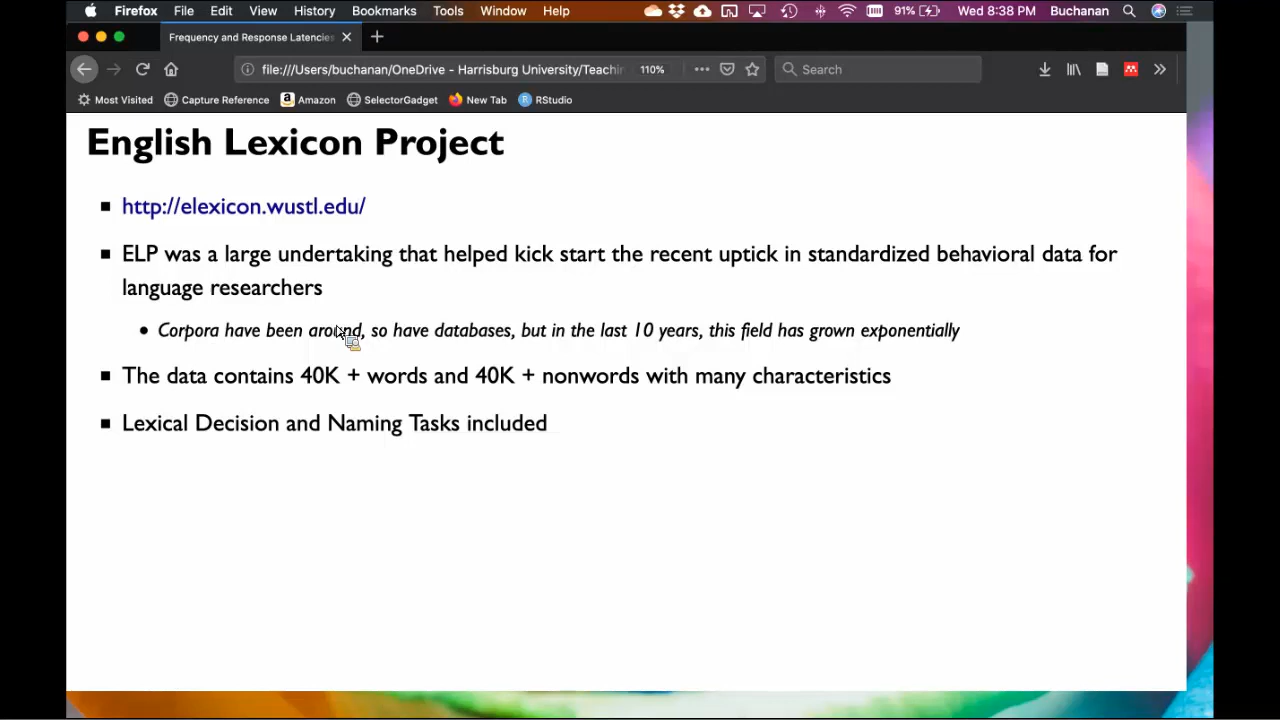 Firefox File Edit View History Bookmarks Tools Window Help 91% Wed 8:38 PM Buchanan
Frequency and Response Latencies
file:///Users/buchanan/OneDrive - Harrisburg University/Teachin 110% Search
Most Visited Capture Reference Amazon SelectorGadget New Tab RStudio
English Lexicon Project
http://elexicon.wustl.edu/
ELP was a large undertaking that helped kick start the recent uptick in standardized behavioral data for
language researchers
Corpora have been around, so have databases, but in the last 10 years, this field has grown exponentially
The data contains 40K + words and 40K + nonwords with many characteristics
Lexical Decision and Naming Tasks included